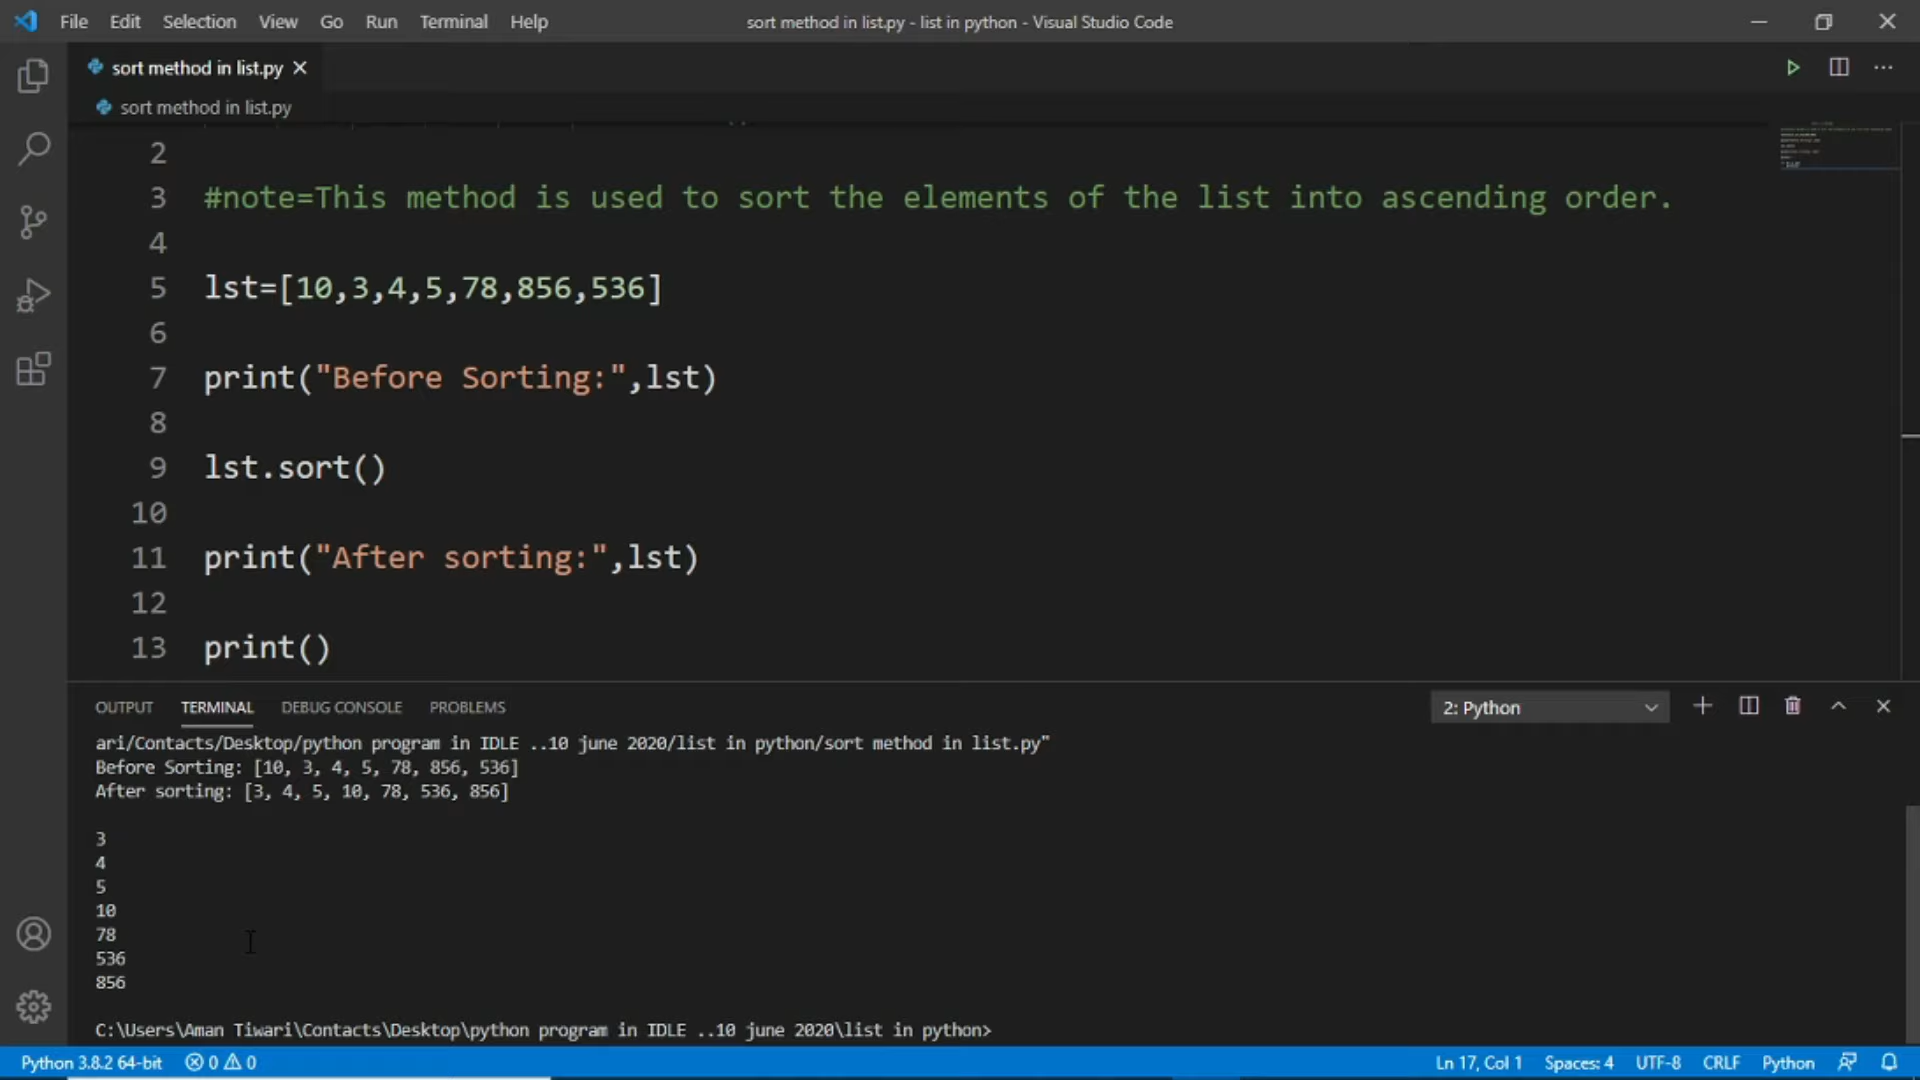 File Edit Selection View Go Run Terminal Help sort method in list.py - list in python - Visual Studio Code
sort method in list.py
sort method in list.py
2
3 #note=This method is used to sort the elements of the list into ascending order.
4
5 lst=[10,3,4,5,78,856,536]
6
7 print("Before Sorting:",lst)
8
9 lst.sort()
10
11 print("After sorting:",lst)
12
13 print()
OUTPUT TERMINAL DEBUG CONSOLE PROBLEMS 2: Python
ari/Contacts/Desktop/python program in IDLE ..10 june 2020/list in python/sort method in list.py"
Before Sorting: [10, 3, 4, 5, 78, 856, 536]
After sorting: [3, 4, 5, 10, 78, 536, 856]
3
4
5
10
78
536
856
C:\Users\Aman Tiwari\Contacts\Desktop\python program in IDLE ..10 june 2020\list in python>
Python 3.8.2 64-bit 0 0 Ln 17, Col 1 Spaces: 4 UTF-8 CRLF Python